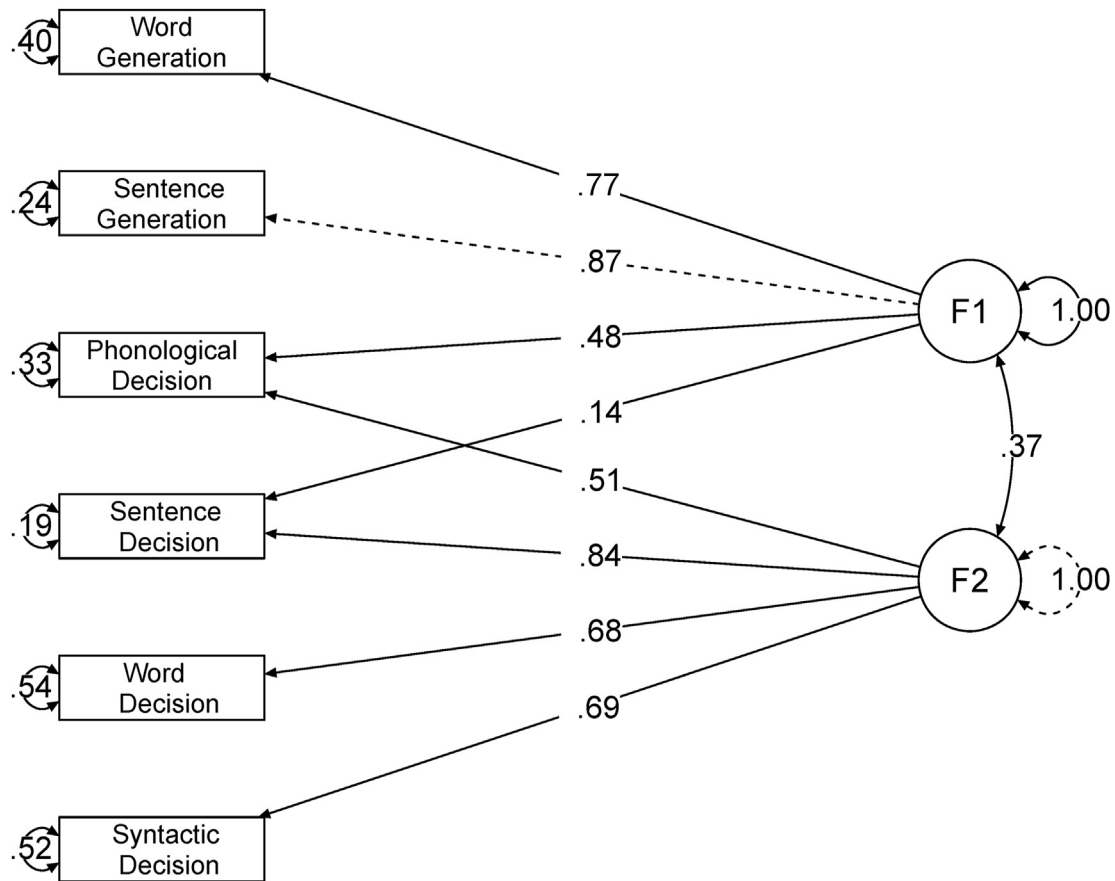 Word
Generation
.40
Sentence
Generation
.24
Phonological
Decision
.33
Sentence
Decision
.19
Word
Decision
.54
Syntactic
Decision
.52
.77
.87
.48
.14
.51
.84
.68
.69
F1
1.00
.37
F2
1.00